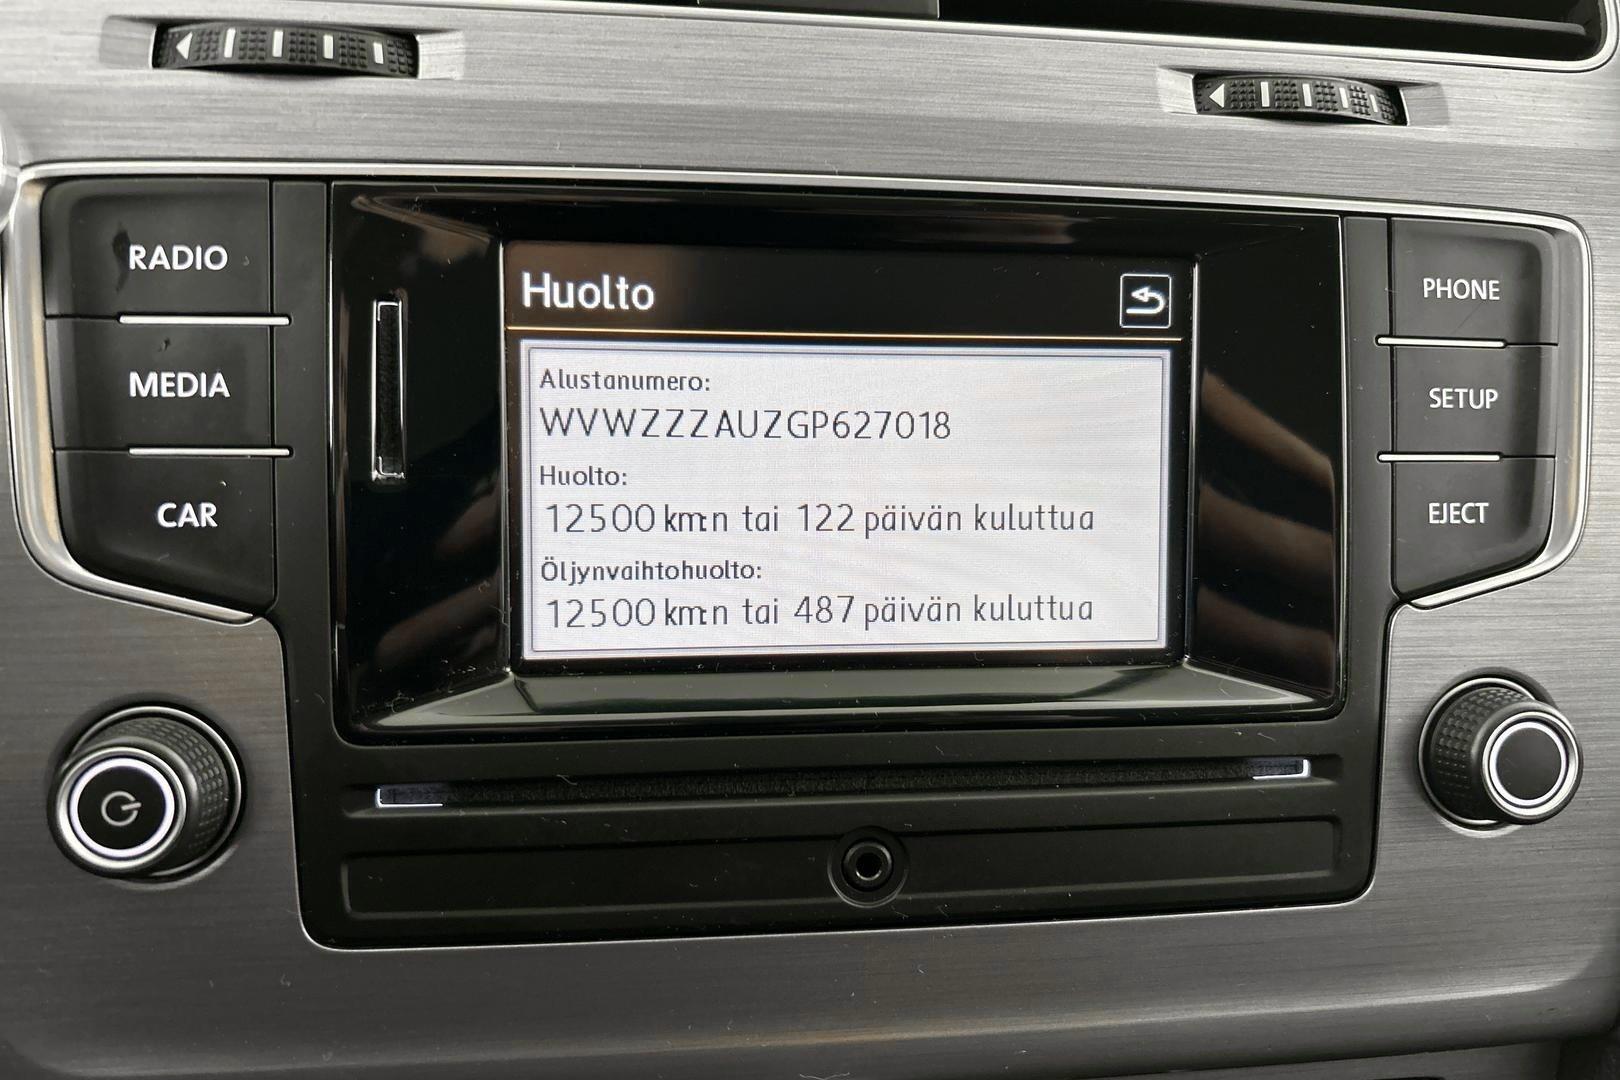 RADIO
MEDIA
CAR
Huolto
Alustanumero:
WVWZZZAUZGP627018
Huolto:
12500 km:n tai 122 päivän kuluttua
Öljynvaihtohuolto:
12500 km:n tai 487 päivän kuluttua
PHONE
SETUP
EJECT